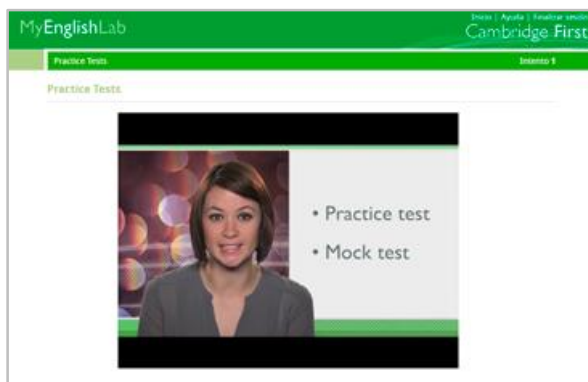 MyEnglishLab
Inicio | Ayuda | Finalizar sesión
Cambridge First
Practice Tests
Intento 1
Practice Tests
• Practice test
• Mock test